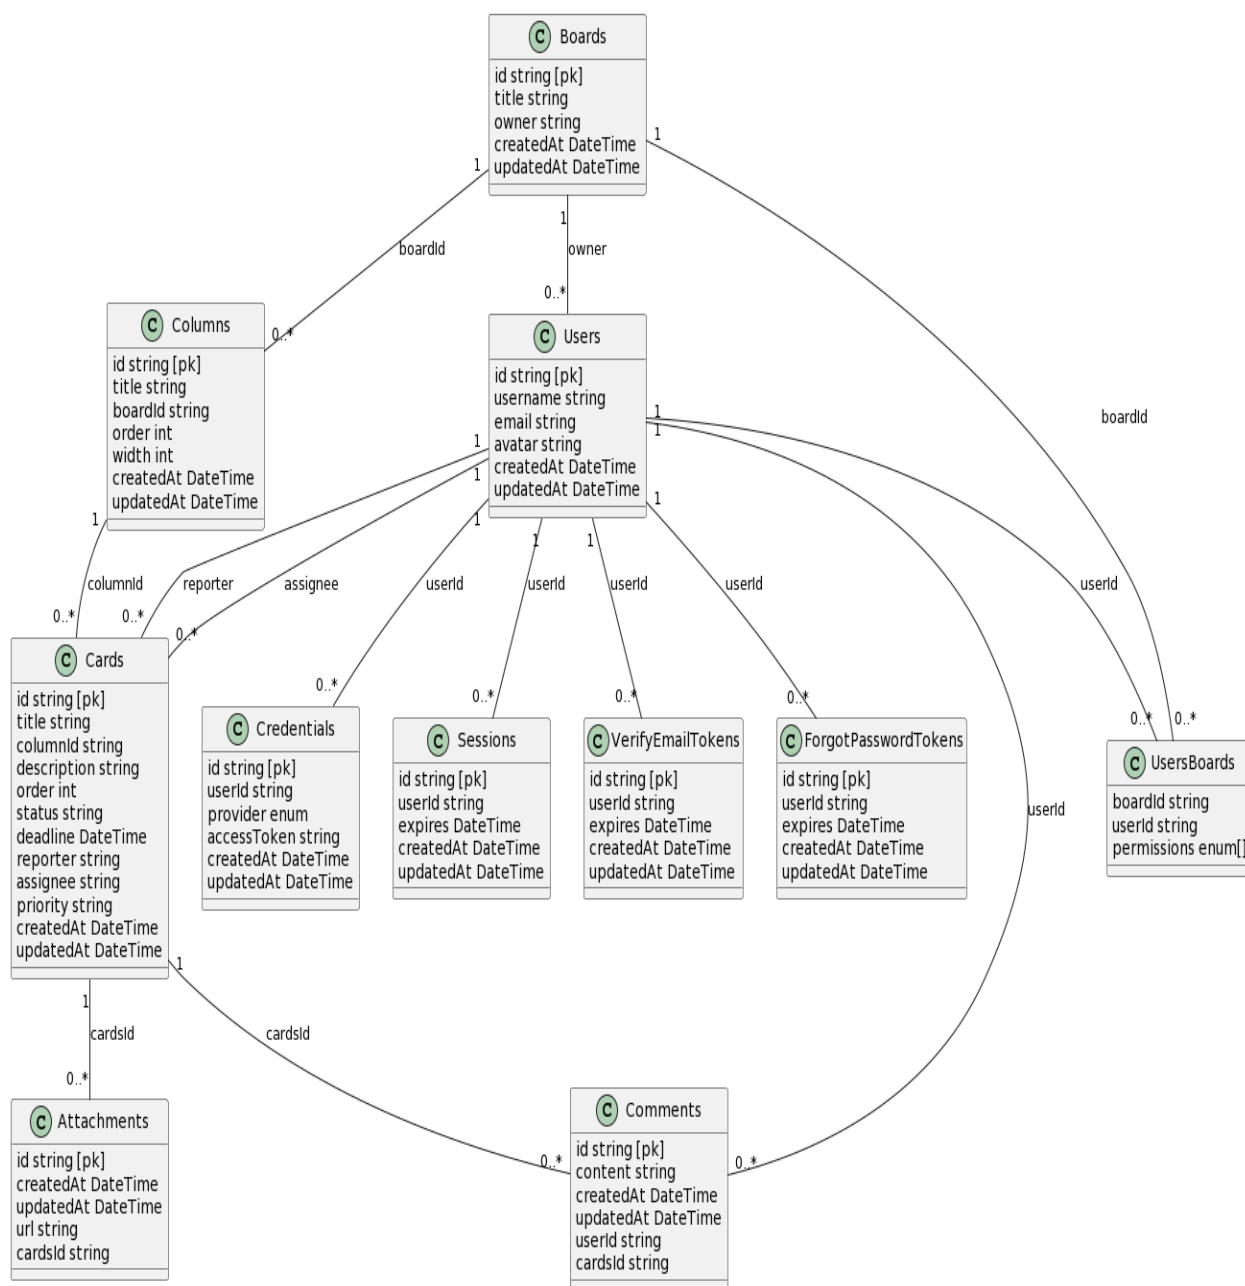 C Boards
id string [pk]
title string
owner string
createdAt DateTime
updatedAt DateTime
1
1
1
boardId
owner
0..*
0..*
boardId
C Columns
id string [pk]
title string
boardId string
order int
width int
createdAt DateTime
updatedAt DateTime
C Users
id string [pk]
username string
email string
avatar string
createdAt DateTime
updatedAt DateTime
1
1
1
1
1
1
1
1
1
columnId
reporter
assignee
userId
userId
userId
userId
userId
0..*
0..*
0..*
0..*
0..*
0..*
0..*
0..*
0..*
C Cards
id string [pk]
title string
columnId string
description string
order int
status string
deadline DateTime
reporter string
assignee string
priority string
createdAt DateTime
updatedAt DateTime
C Credentials
id string [pk]
userId string
provider enum
accessToken string
createdAt DateTime
updatedAt DateTime
C Sessions
id string [pk]
userId string
expires DateTime
createdAt DateTime
updatedAt DateTime
C VerifyEmailTokens
id string [pk]
userId string
expires DateTime
createdAt DateTime
updatedAt DateTime
C ForgotPasswordTokens
id string [pk]
userId string
expires DateTime
createdAt DateTime
updatedAt DateTime
C UsersBoards
boardId string
userId string
permissions enum[]
userId
1
1
cardsId
cardsId
0..*
0..*
0..*
C Attachments
id string [pk]
createdAt DateTime
updatedAt DateTime
url string
cardsId string
C Comments
id string [pk]
content string
createdAt DateTime
updatedAt DateTime
userId string
cardsId string